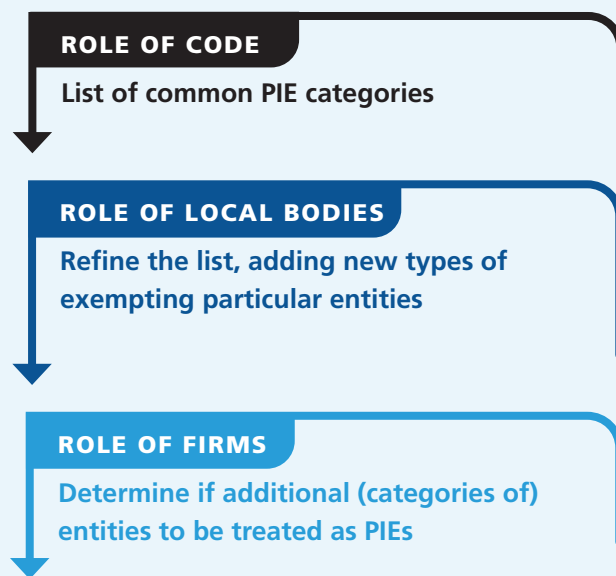 ROLE OF CODE
List of common PIE categories
ROLE OF LOCAL BODIES
Refine the list, adding new types of
exempting particular entities
ROLE OF FIRMS
Determine if additional (categories of)
entities to be treated as PIEs